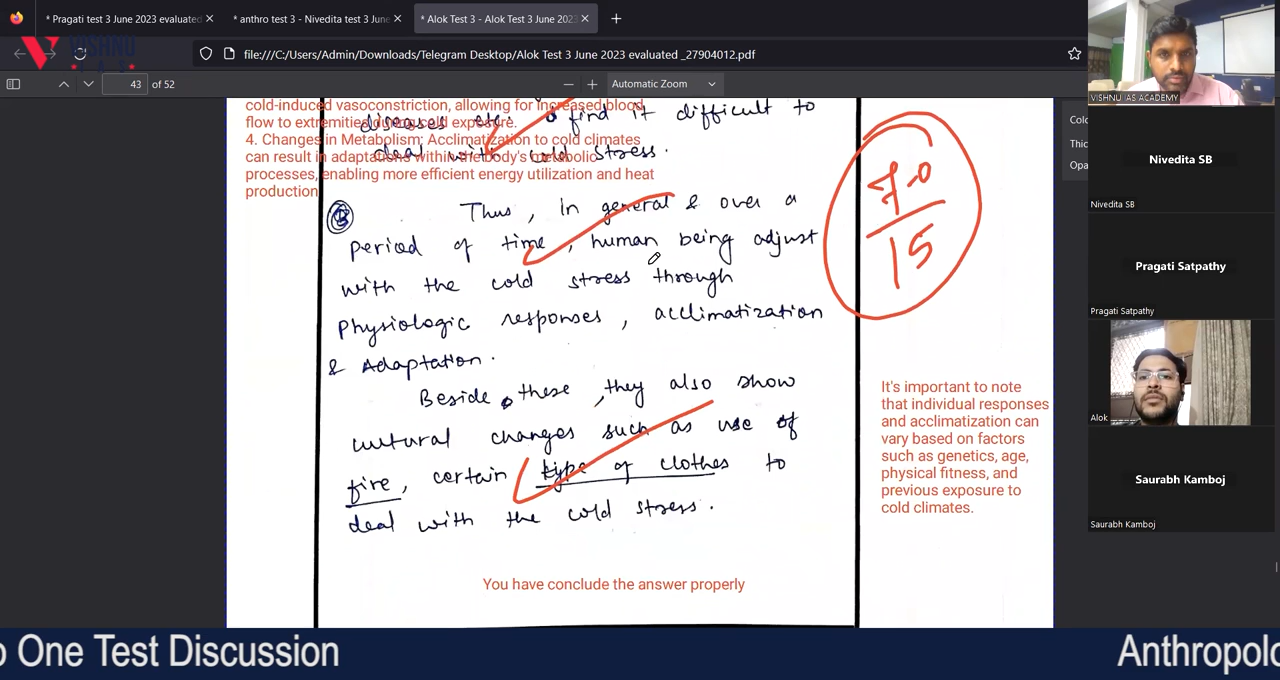 * Pragati test 3 June 2023 evaluated
* anthro test 3 - Nivedita test 3 June
* Alok Test 3 - Alok Test 3 June 2023
VISHNU
IAS
file:///C:/Users/Admin/Downloads/Telegram Desktop/Alok Test 3 June 2023 evaluated _27904012.pdf
43 of 52
Automatic Zoom
cold-induced vasoconstriction, allowing for increased blood
flow to extremities during cold exposure.
diseases etc. find it difficult to
4. Changes in Metabolism: Acclimatization to cold climates
can result in adaptations within the body's metabolic
deal with cold stress.
processes, enabling more efficient energy utilization and heat
production.
Thus, in general & over a
period of time, human being adjust
with the cold stress through
physiologic responses, acclimatization
& Adaptation.
Beside these, they also show
cultural changes such as use of
fire, certain type of clothes to
deal with the cold stress.
You have conclude the answer properly
7.0
15
It's important to note
that individual responses
and acclimatization can
vary based on factors
such as genetics, age,
physical fitness, and
previous exposure to
cold climates.
Colo
Thic
Opa
VISHNU IAS ACADEMY
Nivedita SB
Nivedita SB
Pragati Satpathy
Pragati Satpathy
Alok
Saurabh Kamboj
Saurabh Kamboj
o One Test Discussion
Anthropolo